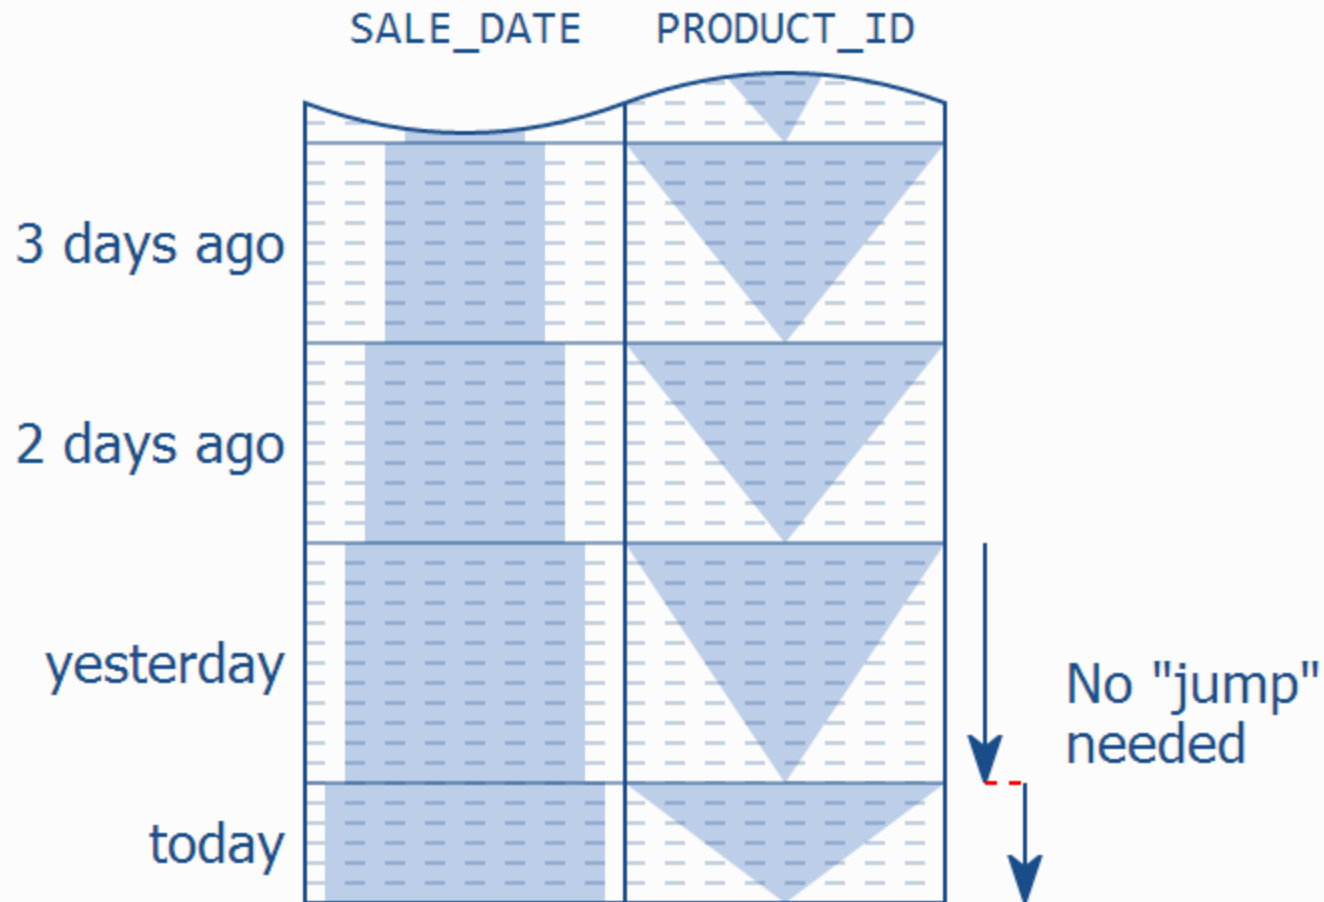 SALE_DATE PRODUCT_ID
3 days ago
2 days ago
yesterday
No "jump"
needed
today